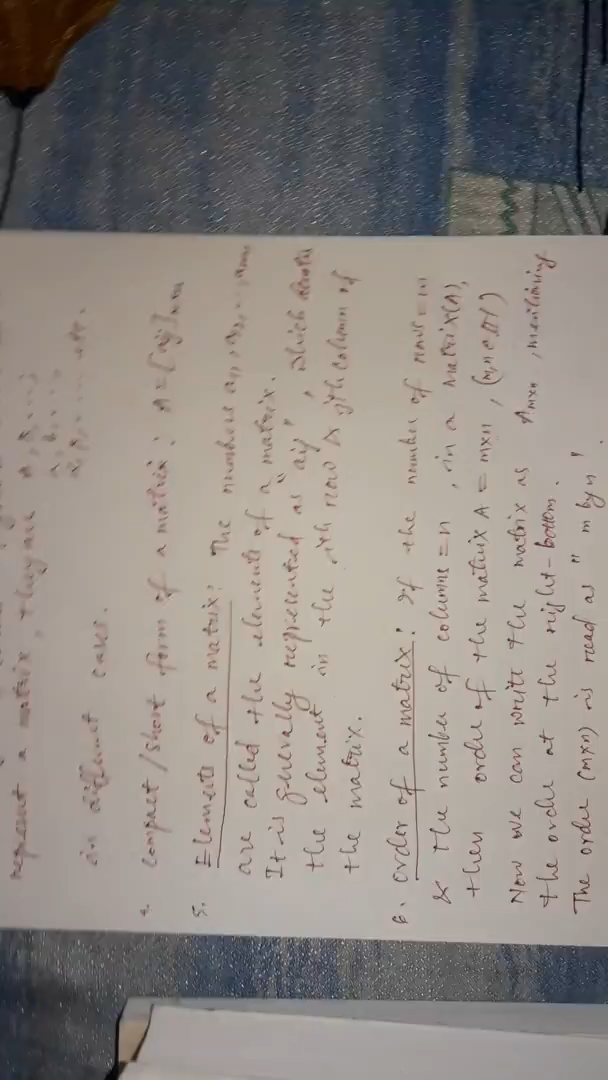 represent a matrix, they are A, B, ...;
a, b, ...
in different cases.
4. compact/short form of a matrix: A = [aij]m×n
5. Elements of a matrix: The numbers a11, a12, ..., amn
are called the elements of a matrix.
It is generally represented as "aij", which denote
the element in the ith row & jth column of
the matrix.
6. order of a matrix: If the number of rows = m
& the number of columns = n, in a matrix(A),
then order of the matrix A = m×n, (m,n ∈ N)
Now we can write the matrix as Am×n, mentioning
the order at the right-bottom.
The order (m×n) is read as "m by n".